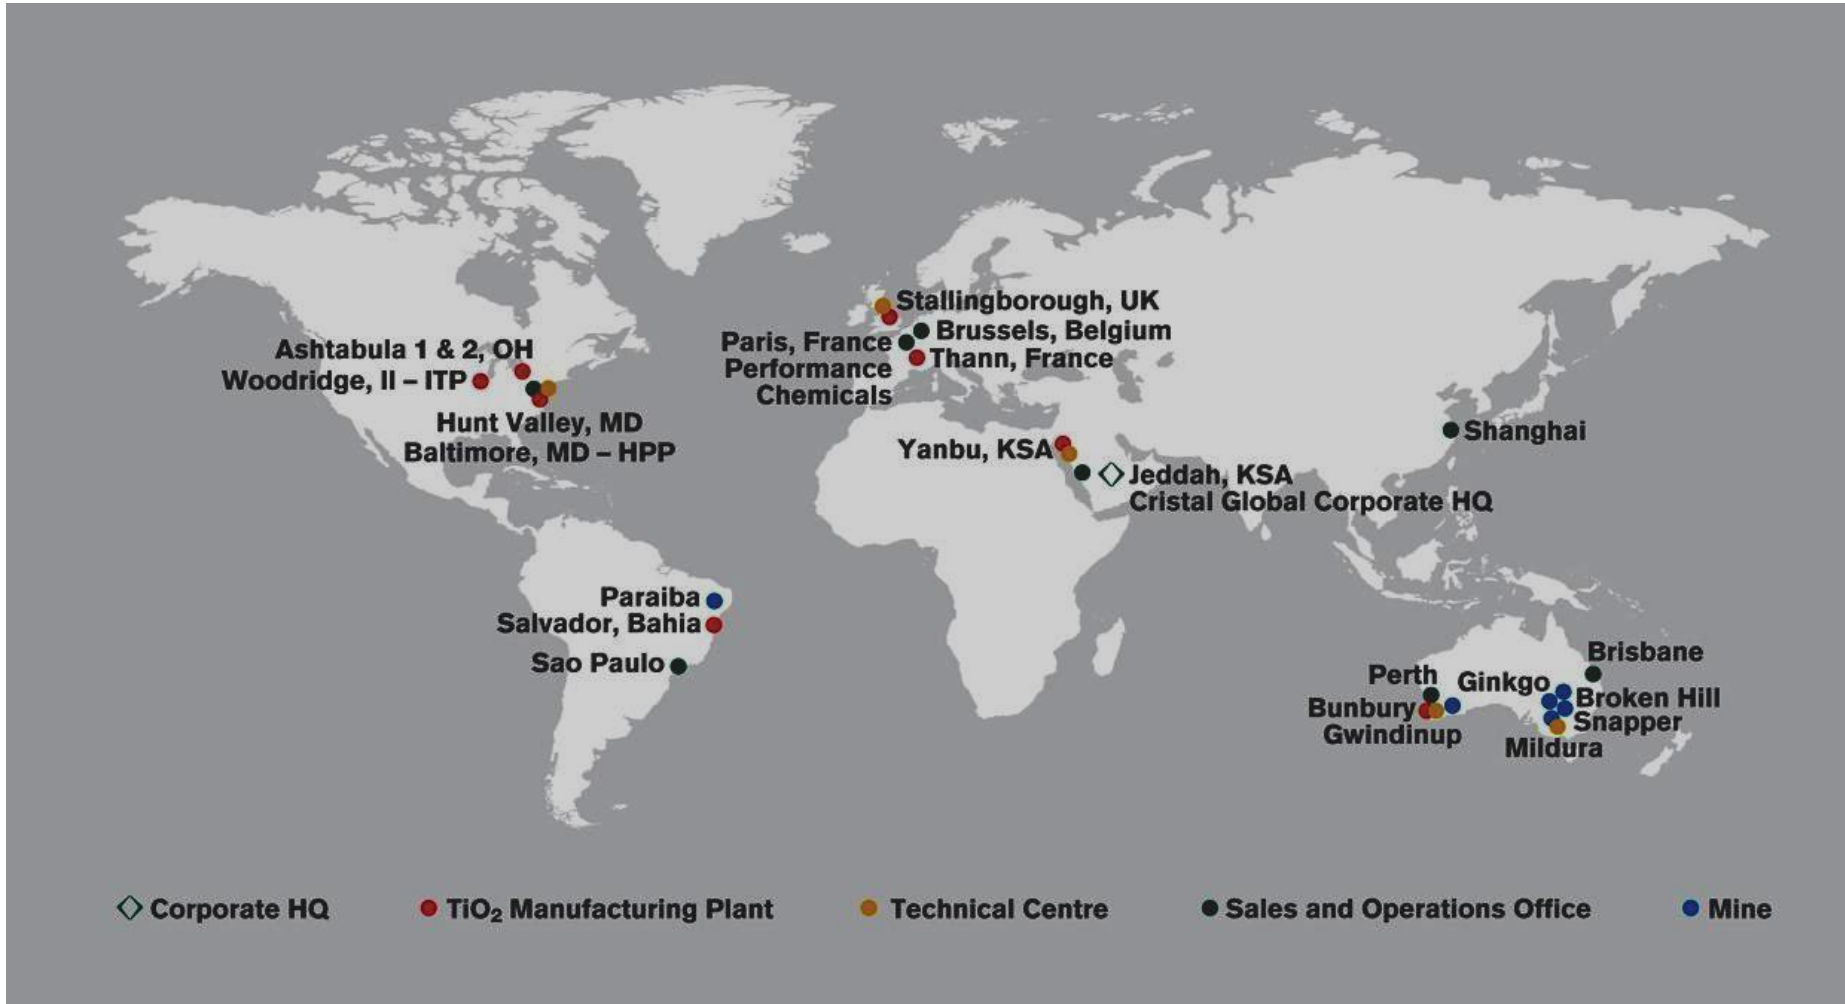 Stallingborough, UK
Brussels, Belgium
Paris, France
Thann, France
Performance
Chemicals
Ashtabula 1 & 2, OH
Woodridge, Il – ITP
Hunt Valley, MD
Baltimore, MD – HPP
Yanbu, KSA
Jeddah, KSA
Cristal Global Corporate HQ
Shanghai
Paraiba
Salvador, Bahia
Sao Paulo
Brisbane
Perth
Ginkgo
Broken Hill
Bunbury
Snapper
Gwindinup
Mildura
Corporate HQ
TiO₂ Manufacturing Plant
Technical Centre
Sales and Operations Office
Mine